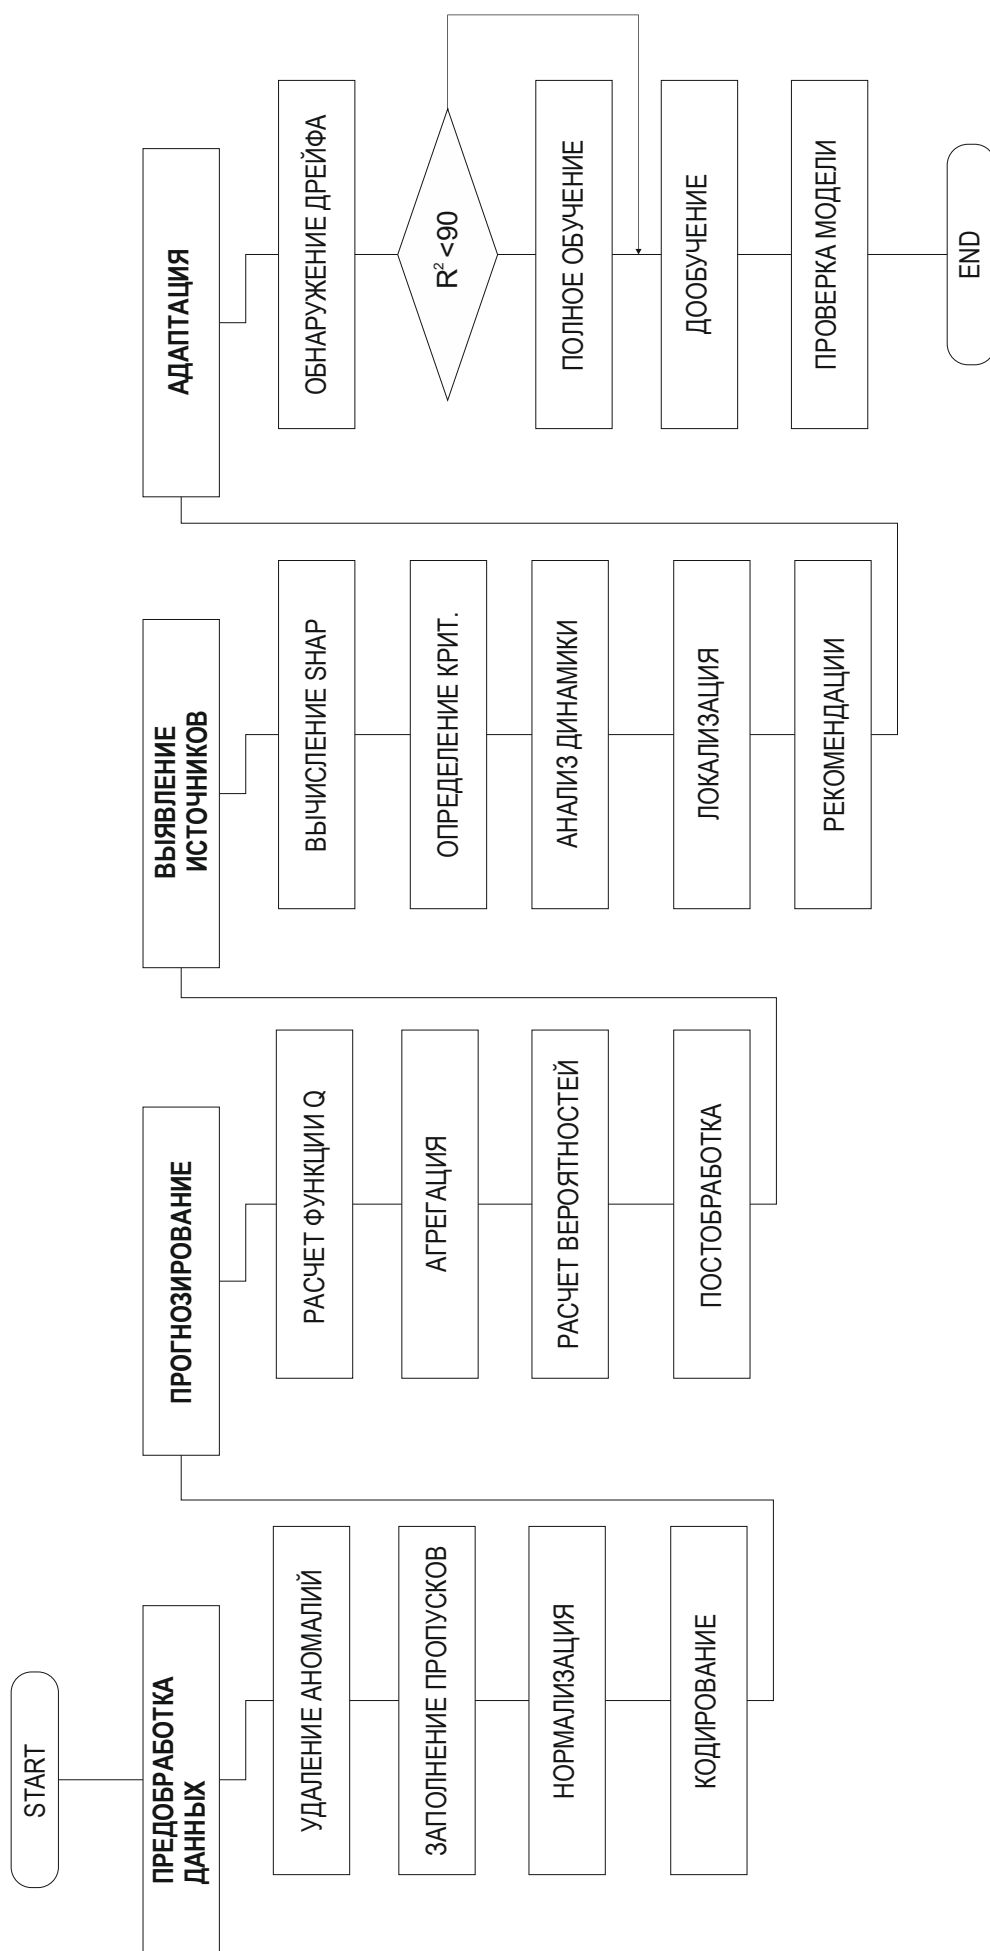 START
ПРЕДОБРАБОТКА
ДАННЫХ
УДАЛЕНИЕ АНОМАЛИЙ
ЗАПОЛНЕНИЕ ПРОПУСКОВ
НОРМАЛИЗАЦИЯ
КОДИРОВАНИЕ
ПРОГНОЗИРОВАНИЕ
РАСЧЕТ ФУНКЦИИ Q
АГРЕГАЦИЯ
РАСЧЕТ ВЕРОЯТНОСТЕЙ
ПОСТОБРАБОТКА
ВЫЯВЛЕНИЕ
ИСТОЧНИКОВ
ВЫЧИСЛЕНИЕ SHAP
ОПРЕДЕЛЕНИЕ КРИТ.
АНАЛИЗ ДИНАМИКИ
ЛОКАЛИЗАЦИЯ
РЕКОМЕНДАЦИИ
АДАПТАЦИЯ
ОБНАРУЖЕНИЕ ДРЕЙФА
R² <90
ПОЛНОЕ ОБУЧЕНИЕ
ДООБУЧЕНИЕ
ПРОВЕРКА МОДЕЛИ
END